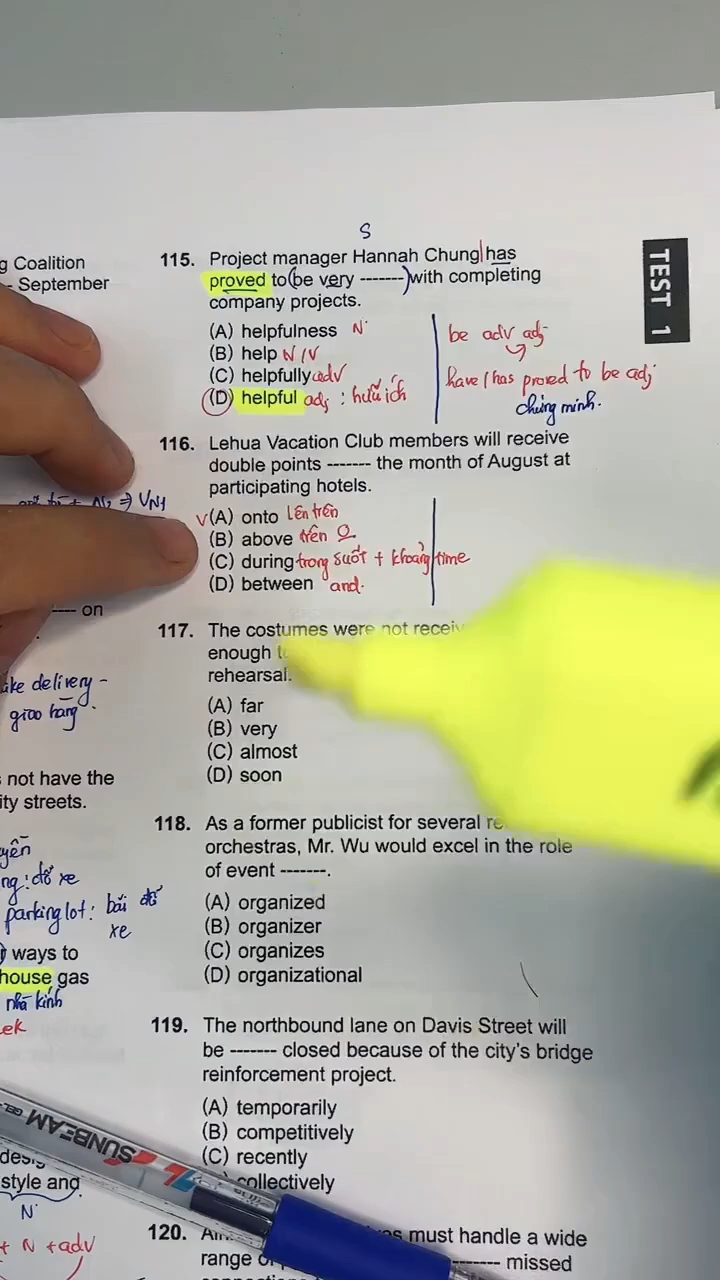 g Coalition
- September
TEST 1
S
115. Project manager Hannah Chung has
proved to (be very -------) with completing
company projects.
(A) helpfulness N
(B) help N/V
(C) helpfully adv
(D) helpful adj : hữu ích
be adv adj
have/has proved to be adj
chứng minh.
116. Lehua Vacation Club members will receive
double points ------- the month of August at
participating hotels.
V (A) onto lên trên
(B) above trên
(C) during trong suốt + khoảng time
(D) between and.
on
117. The costumes were not receiv
enough
rehearsal.
(A) far
(B) very
(C) almost
(D) soon
ake delivery -
giao hàng.
s not have the
ity streets.
118. As a former publicist for several
orchestras, Mr. Wu would excel in the role
of event -------.
(A) organized
(B) organizer
(C) organizes
(D) organizational
yễn
ng: đỗ xe
parking lot: bãi đỗ
xe
ways to
house gas
nhà kính
ek
119. The northbound lane on Davis Street will
be ------- closed because of the city's bridge
reinforcement project.
(A) temporarily
(B) competitively
(C) recently
collectively
SUNBEAM
style and
N
+ N + adv
120. must handle a wide
range ------- missed